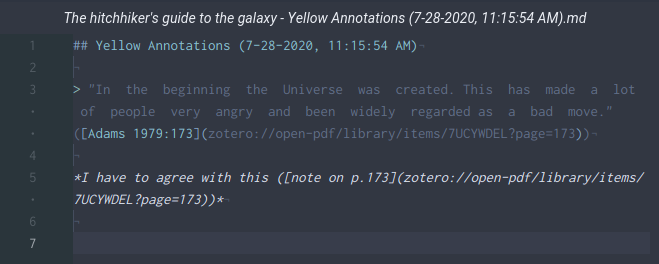 The hitchhiker's guide to the galaxy - Yellow Annotations (7-28-2020, 11:15:54 AM).md
1 ## Yellow Annotations (7-28-2020, 11:15:54 AM)¬
2 ¬
3 > "In the beginning the Universe was created. This has made a lot
· of people very angry and been widely regarded as a bad move."
· ([Adams 1979:173](zotero://open-pdf/library/items/7UCYWDEL?page=173))¬
4 ¬
5 *I have to agree with this ([note on p.173](zotero://open-pdf/library/items/
· 7UCYWDEL?page=173))*¬
6 ¬
7